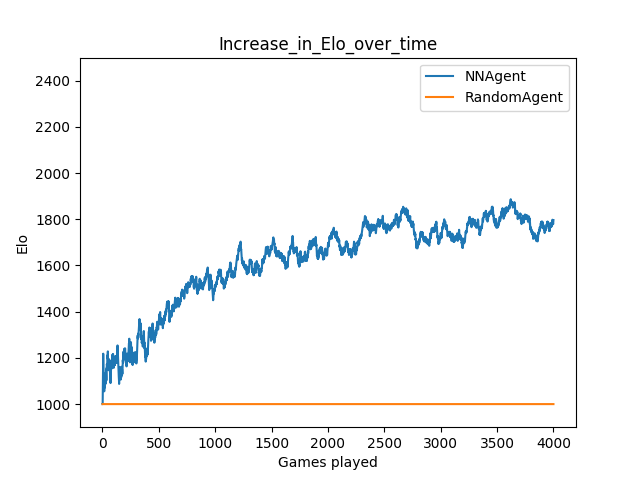 Increase_in_Elo_over_time
NNAgent
RandomAgent
2400
2200
2000
1800
1600
1400
1200
1000
Elo
0 500 1000 1500 2000 2500 3000 3500 4000
Games played